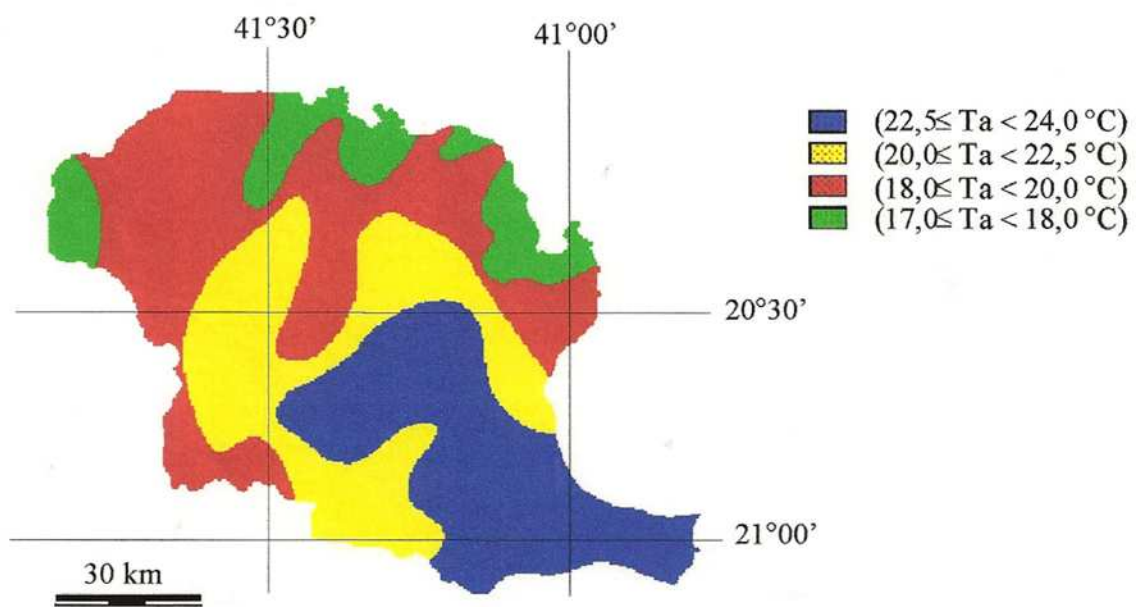 41°30’
41°00’
(22,5≤ Ta < 24,0 °C)
(20,0≤ Ta < 22,5 °C)
(18,0≤ Ta < 20,0 °C)
(17,0≤ Ta < 18,0 °C)
20°30’
21°00’
30 km